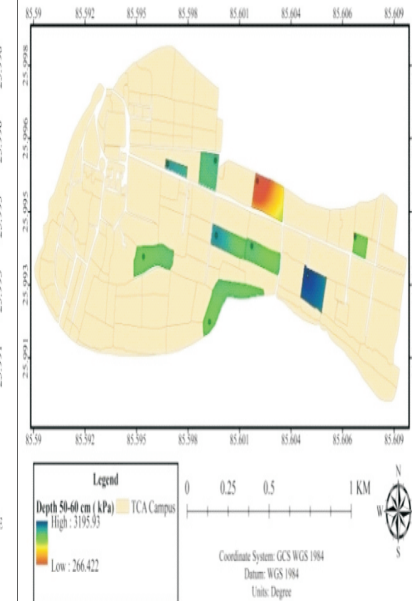 85.59 85.592 85.595 85.598 85.601 85.604 85.606 85.609
25.998
25.996
25.995
25.993
25.991
85.59 85.592 85.595 85.598 85.601 85.604 85.606 85.609
Legend
Depth 50-60 cm ( kPa) TCA Campus
High : 3195.93
Low : 266.422
0 0.25 0.5 1 KM
N
W
S
Coordinate System: GCS WGS 1984
Datum: WGS 1984
Units: Degree